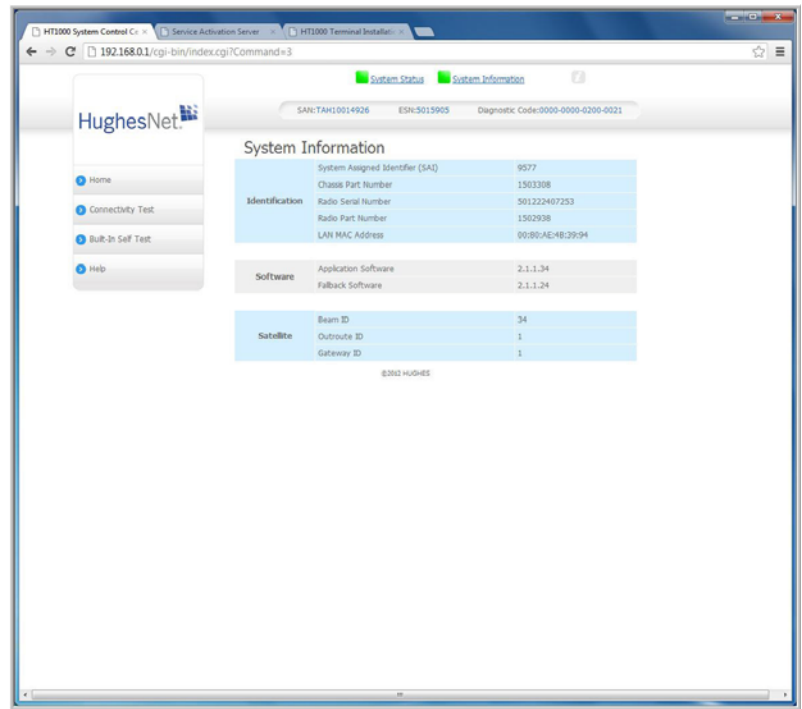 HT1000 System Control Ce
Service Activation Server
HT1000 Terminal Installati
192.168.0.1/cgi-bin/index.cgi?Command=3
System Status System Information i
SAN:TAH10014926 ESN:5015905 Diagnostic Code:0000-0000-0200-0021
HughesNet.
Home
Connectivity Test
Built-In Self Test
Help
System Information
Identification
System Assigned Identifier (SAI) 9577
Chassis Part Number 1503308
Radio Serial Number 501222407253
Radio Part Number 1502938
LAN MAC Address 00:80:AE:4B:39:94
Software
Application Software 2.1.1.34
Fallback Software 2.1.1.24
Satellite
Beam ID 34
Outroute ID 1
Gateway ID 1
©2012 HUGHES